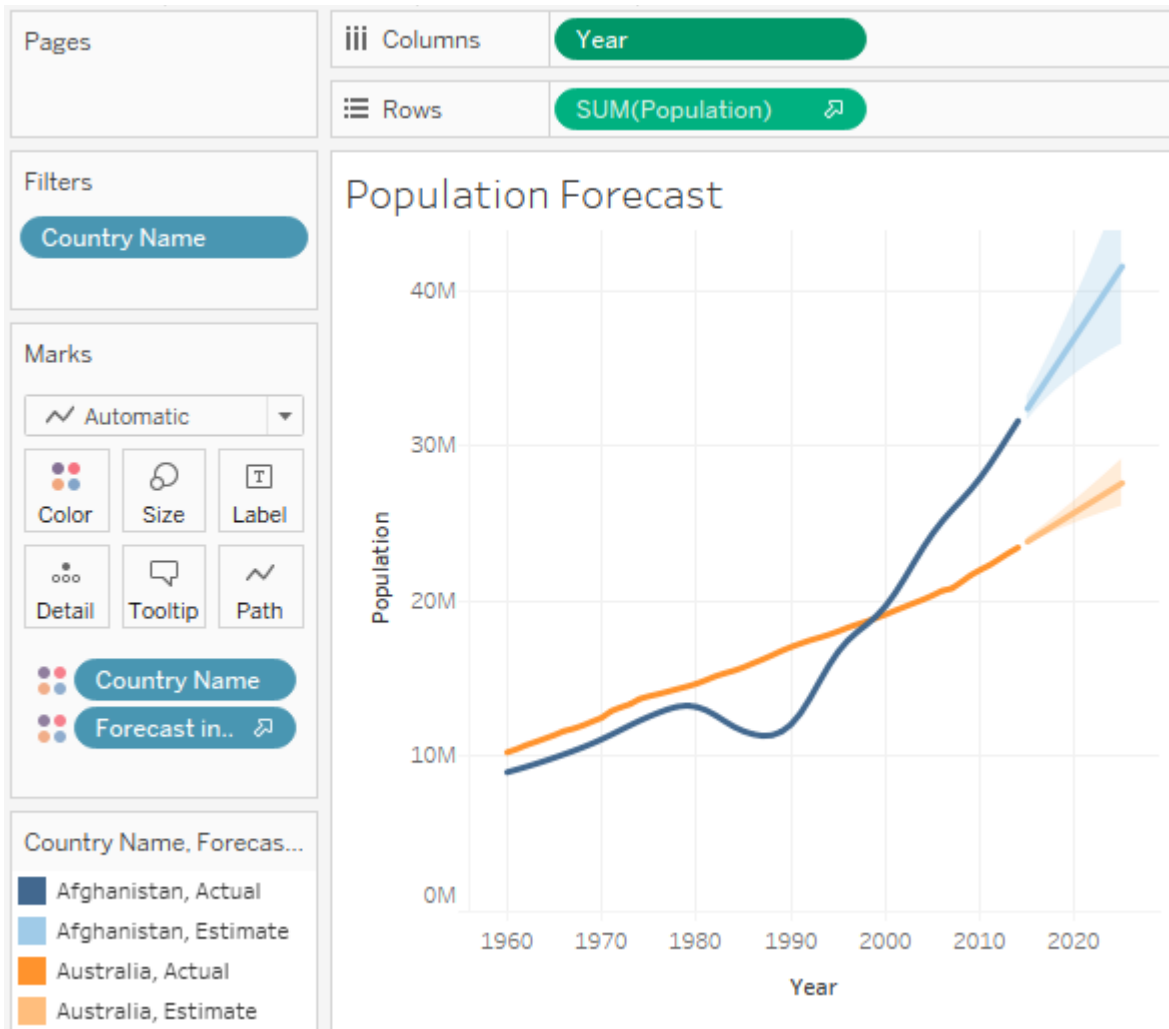 Pages
Columns
Year
Rows
SUM(Population)
Filters
Country Name
Marks
Automatic
Color
Size
Label
T
Detail
Tooltip
Path
Country Name
Forecast in..
Country Name, Forecas...
Afghanistan, Actual
Afghanistan, Estimate
Australia, Actual
Australia, Estimate
Population Forecast
40M
30M
20M
10M
0M
Population
1960 1970 1980 1990 2000 2010 2020
Year